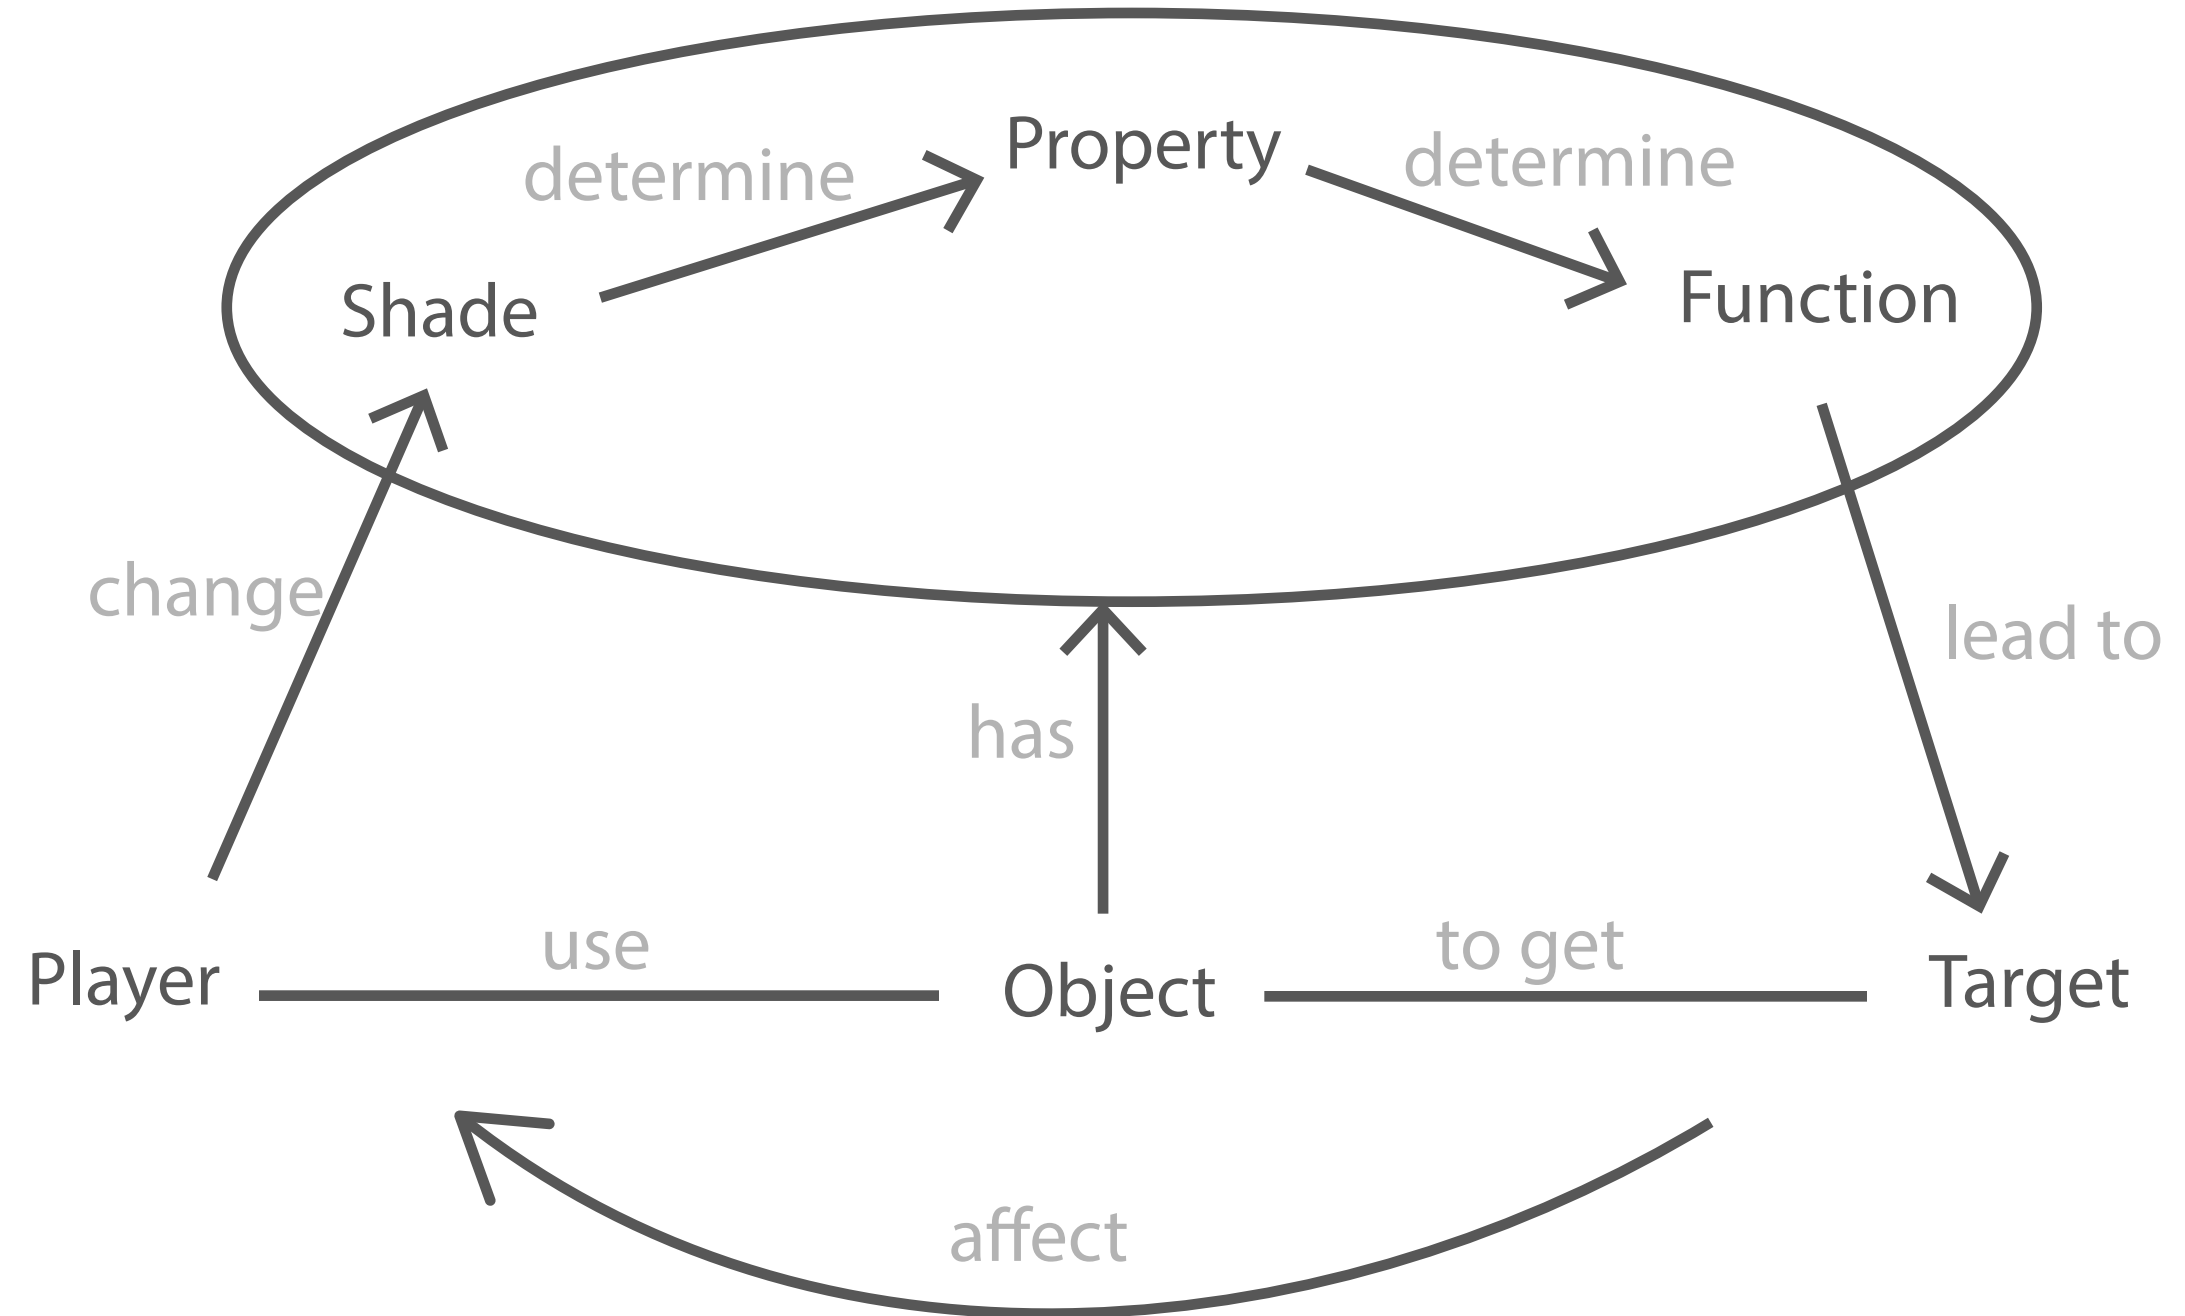 Property
determine
determine
Shade
Function
change
lead to
has
use
to get
Player
Object
Target
affect